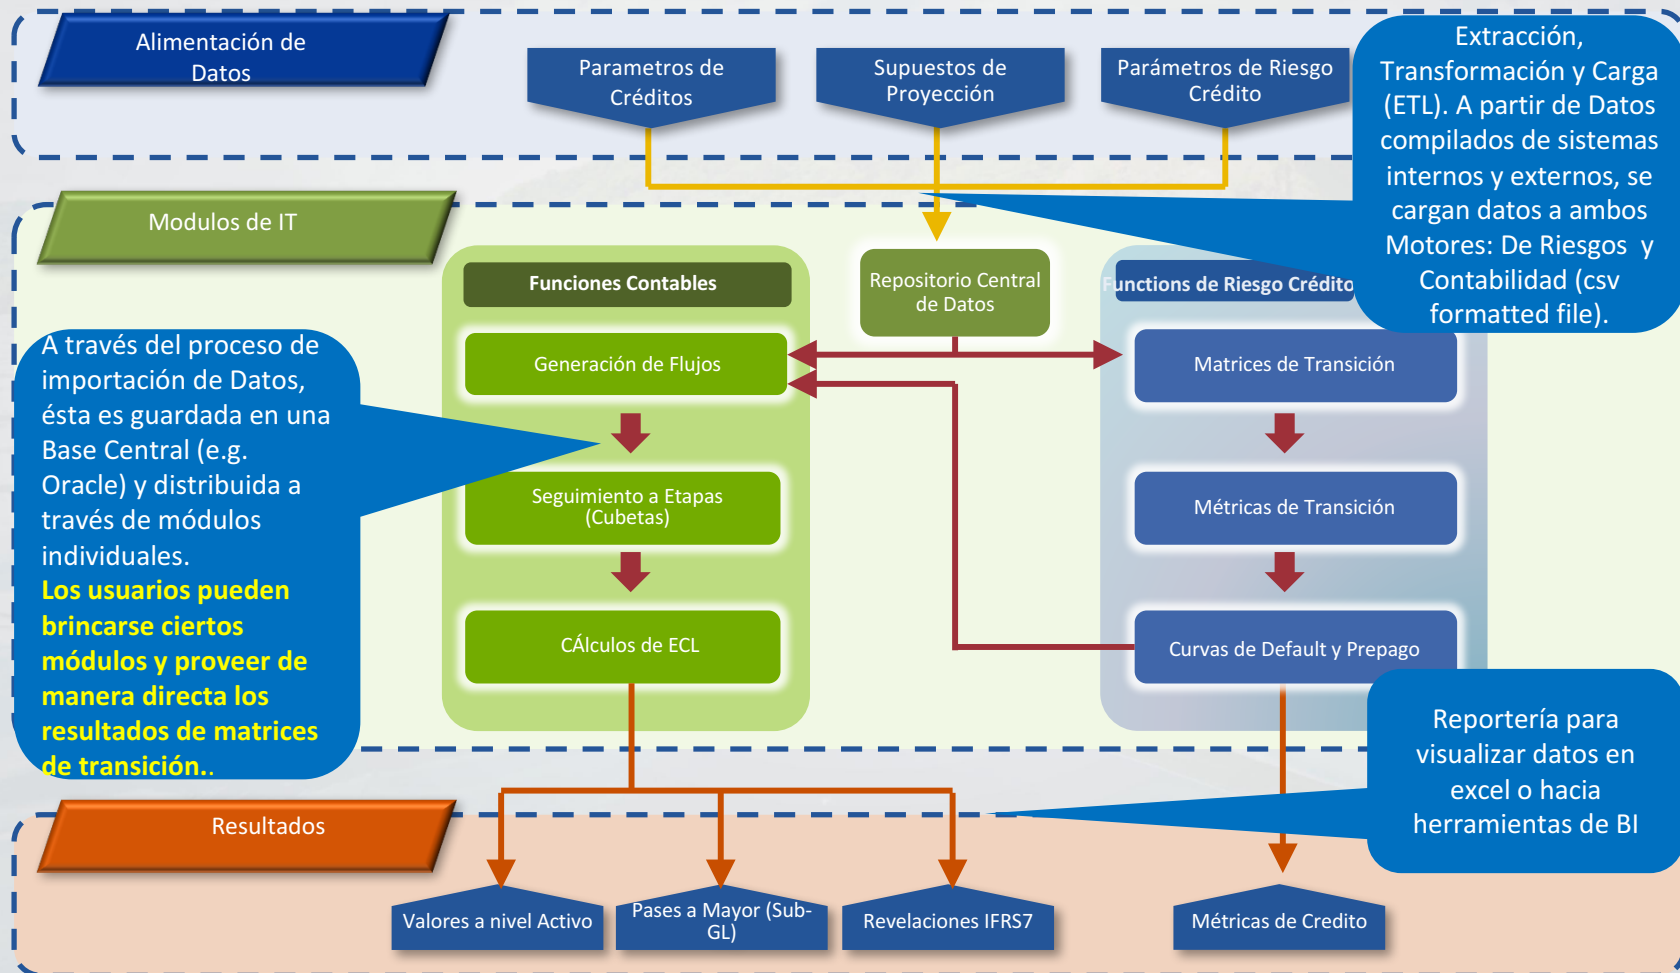 Alimentación de
Datos
Parametros de
Créditos
Supuestos de
Proyección
Parámetros de Riesgo
Crédito
Extracción,
Transformación y Carga
(ETL). A partir de Datos
compilados de sistemas
internos y externos, se
cargan datos a ambos
Motores: De Riesgos y
Contabilidad (csv
formatted file).
Modulos de IT
Funciones Contables
Repositorio Central
de Datos
Functions de Riesgo Crédito
Generación de Flujos
Matrices de Transición
A través del proceso de
importación de Datos,
ésta es guardada en una
Base Central (e.g.
Oracle) y distribuida a
través de módulos
individuales.
Los usuarios pueden
brincarse ciertos
módulos y proveer de
manera directa los
resultados de matrices
de transición..
Seguimiento a Etapas
(Cubetas)
Métricas de Transición
CÁlculos de ECL
Curvas de Default y Prepago
Reportería para
visualizar datos en
excel o hacia
herramientas de BI
Resultados
Valores a nivel Activo
Pases a Mayor (Sub-
GL)
Revelaciones IFRS7
Métricas de Credito